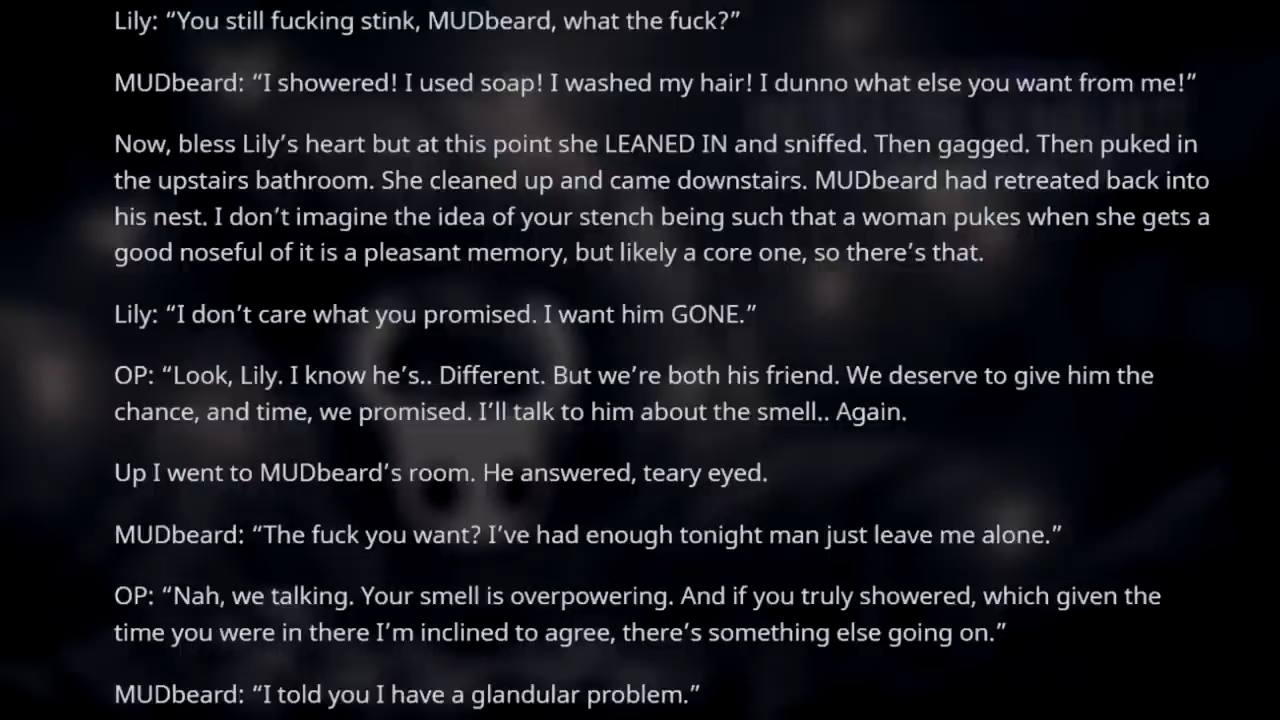 Lily: “You still fucking stink, MUDbeard, what the fuck?”
MUDbeard: “I showered! I used soap! I washed my hair! I dunno what else you want from me!”
Now, bless Lily’s heart but at this point she LEANED IN and sniffed. Then gagged. Then puked in
the upstairs bathroom. She cleaned up and came downstairs. MUDbeard had retreated back into
his nest. I don’t imagine the idea of your stench being such that a woman pukes when she gets a
good noseful of it is a pleasant memory, but likely a core one, so there’s that.
Lily: “I don’t care what you promised. I want him GONE.”
OP: “Look, Lily. I know he’s.. Different. But we’re both his friend. We deserve to give him the
chance, and time, we promised. I’ll talk to him about the smell.. Again.
Up I went to MUDbeard’s room. He answered, teary eyed.
MUDbeard: “The fuck you want? I’ve had enough tonight man just leave me alone.”
OP: “Nah, we talking. Your smell is overpowering. And if you truly showered, which given the
time you were in there I’m inclined to agree, there’s something else going on.”
MUDbeard: “I told you I have a glandular problem.”